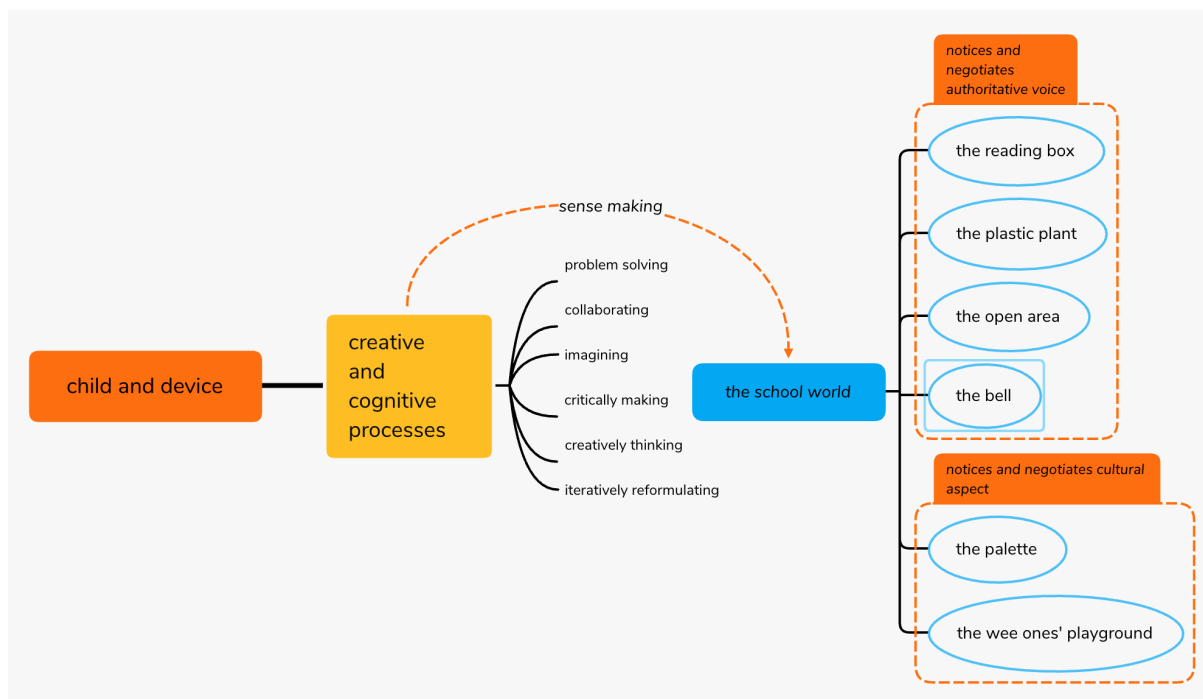 child and device
creative
and
cognitive
processes
sense making
problem solving
collaborating
imagining
critically making
creatively thinking
iteratively reformulating
the school world
notices and
negotiates
authoritative voice
the reading box
the plastic plant
the open area
the bell
notices and negotiates cultural
aspect
the palette
the wee ones' playground